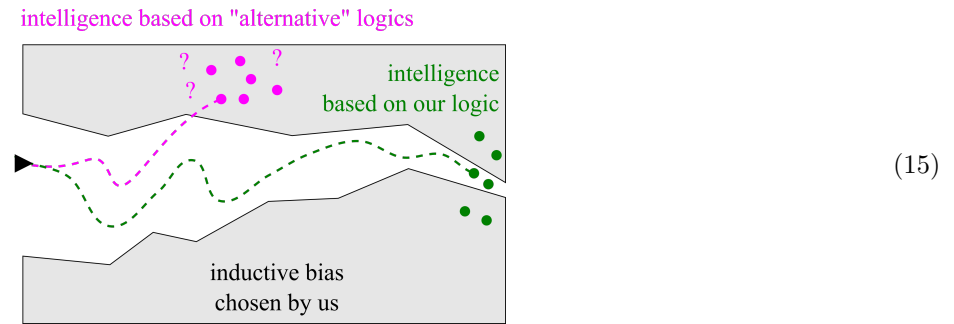 intelligence based on "alternative" logics
? ?
?
intelligence
based on our logic
(15)
inductive bias
chosen by us